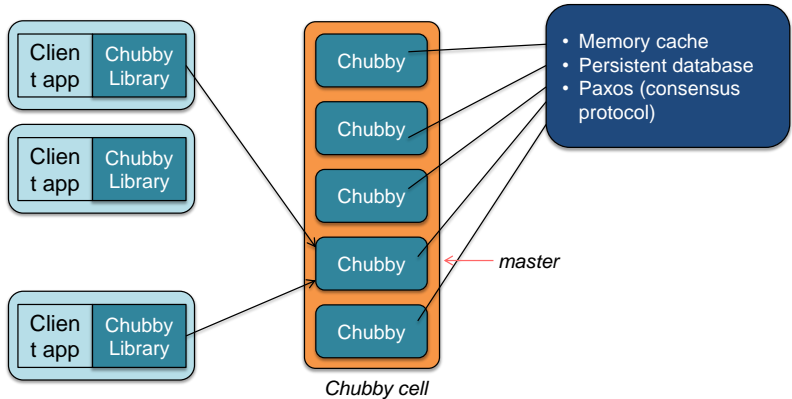 Clien
t app
Chubby
Library
Clien
t app
Chubby
Library
Clien
t app
Chubby
Library
Chubby
Chubby
Chubby
Chubby
Chubby
Chubby cell
master
• Memory cache
• Persistent database
• Paxos (consensus
protocol)